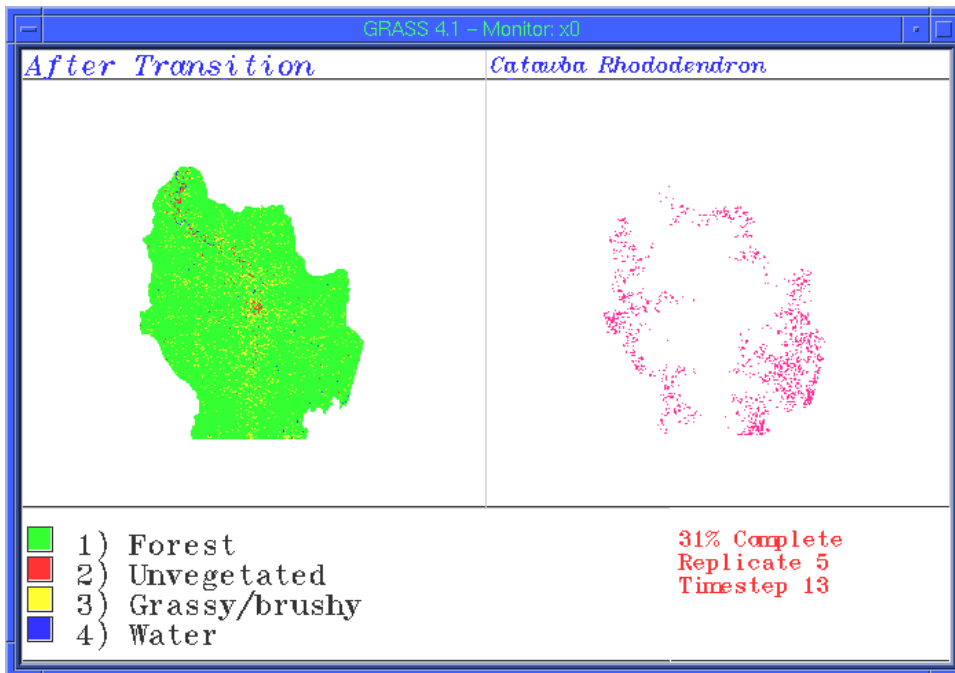 GRASS 4.1 – Monitor: x0
After Transition
Catawba Rhododendron
1) Forest
2) Unvegetated
3) Grassy/brushy
4) Water
31% Complete
Replicate 5
Timestep 13